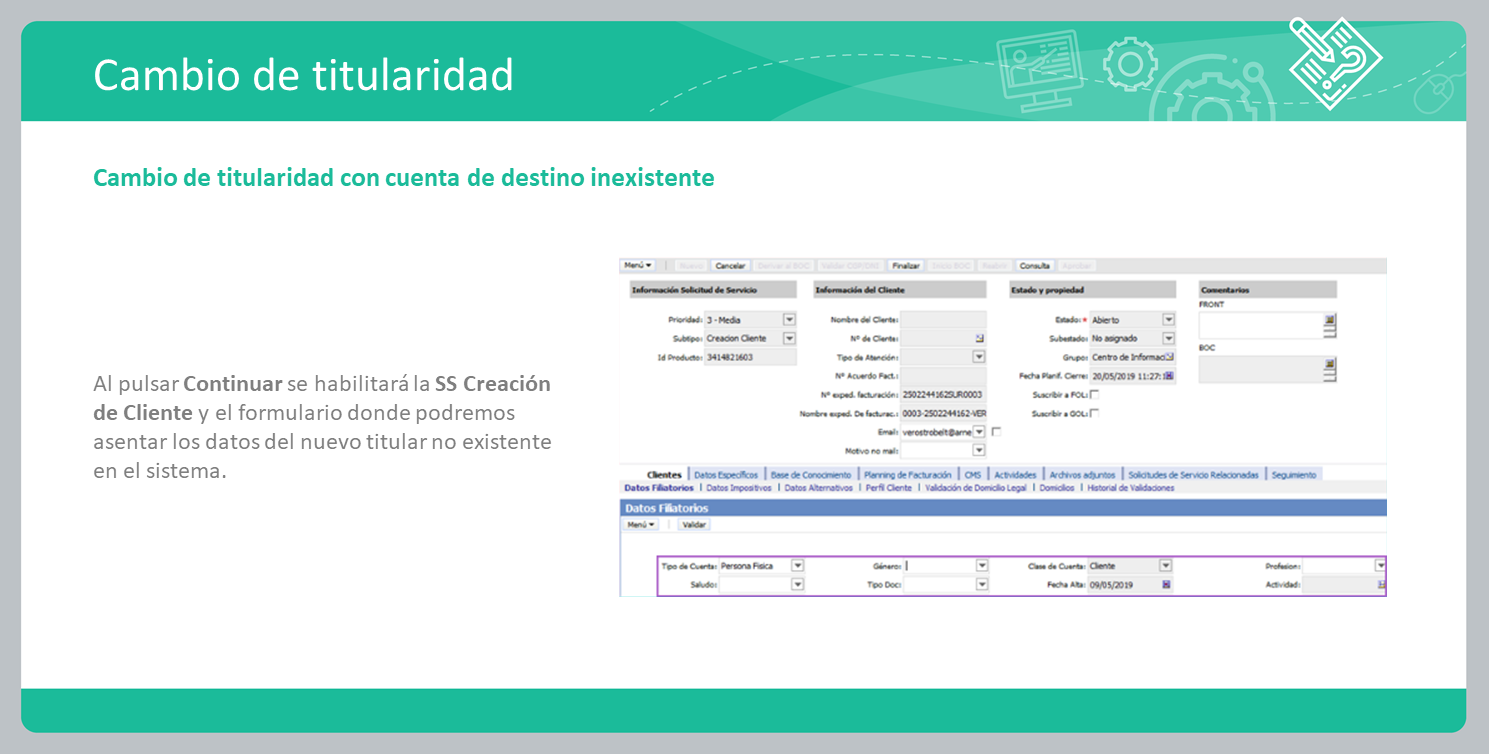 Cambio de titularidad
Cambio de titularidad con cuenta de destino inexistente
Al pulsar Continuar se habilitará la SS Creación
de Cliente y el formulario donde podremos
asentar los datos del nuevo titular no existente
en el sistema.
Menú Nuevo Cancelar Derivar al BOC Validar Finalizar Inicio BOC Reabrir Consulta Aprobar
Información Solicitud de Servicio Información del Cliente Estado y propiedad Comentarios
FRONT
Prioridad: 3 - Media Nombre del Cliente: Estado:* Abierto
Subtipo: Creacion Cliente Nº de Cliente: Subestado: No asignado
BOC
Id Producto: 3414821603 Tipo de Atención: Grupo: Centro de Informac
Nº Acuerdo Fact.: Fecha Planif. Cierre: 20/05/2019 11:27:
Nº exped. facturación: 2502244162SUR0003 Suscribir a FOL:
Nombre exped. De facturac.: 0003-2502244162-VER Suscribir a GOL:
Email: verostrobelt@arne
Motivo no mail:
Clientes | Datos Específicos | Base de Conocimiento | Planning de Facturación | CMS | Actividades | Archivos adjuntos | Solicitudes de Servicio Relacionadas | Seguimiento
Datos Filiatorios | Datos Impositivos | Datos Alternativos | Perfil Cliente | Validación de Domicilio Legal | Domicilios | Historial de Validaciones
Datos Filiatorios
Menú Validar
Tipo de Cuenta: Persona Fisica Género: Clase de Cuenta: Cliente Profesion:
Saludo: Tipo Doc: Fecha Alta: 09/05/2019 Actividad: